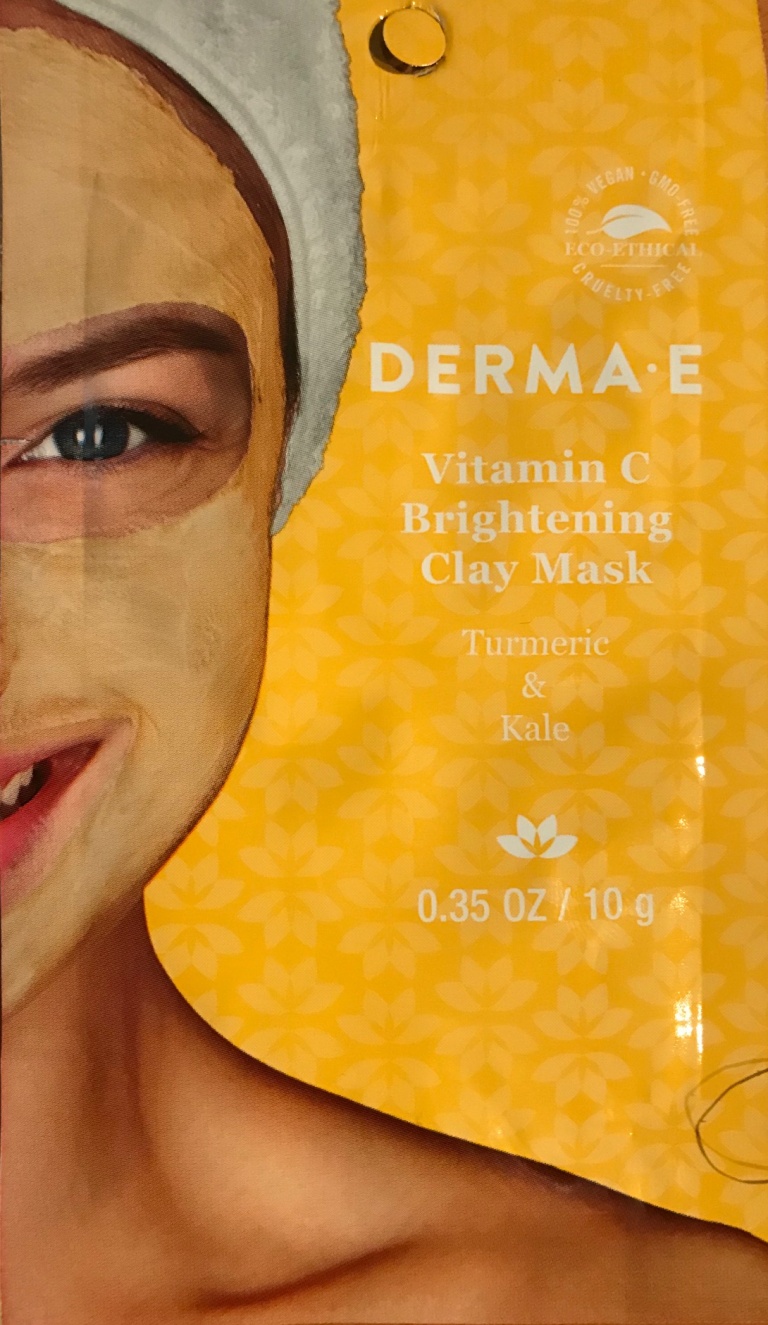 100% VEGAN • GMO-FREE
ECO-ETHICAL
CRUELTY-FREE
DERMA·E
Vitamin C
Brightening
Clay Mask
Turmeric
&
Kale
0.35 OZ / 10 g